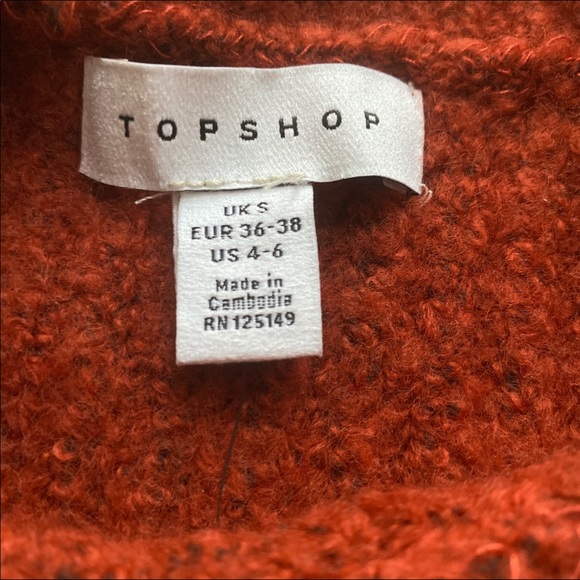 TOPSHOP
UK S
EUR 36-38
US 4-6
Made in
Cambodia
RN 125149